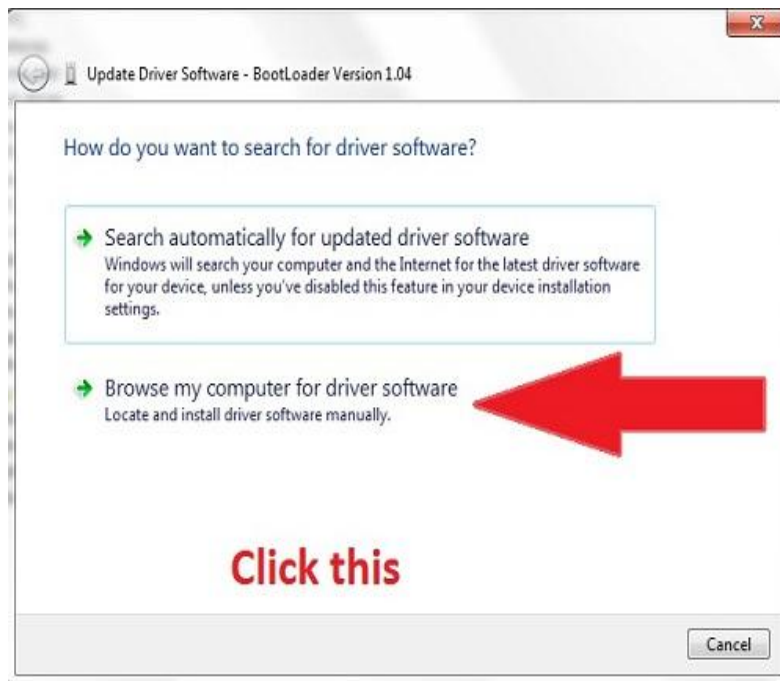 Update Driver Software - BootLoader Version 1.04
How do you want to search for driver software?
Search automatically for updated driver software
Windows will search your computer and the Internet for the latest driver software
for your device, unless you've disabled this feature in your device installation
settings.
Browse my computer for driver software
Locate and install driver software manually.
Click this
Cancel